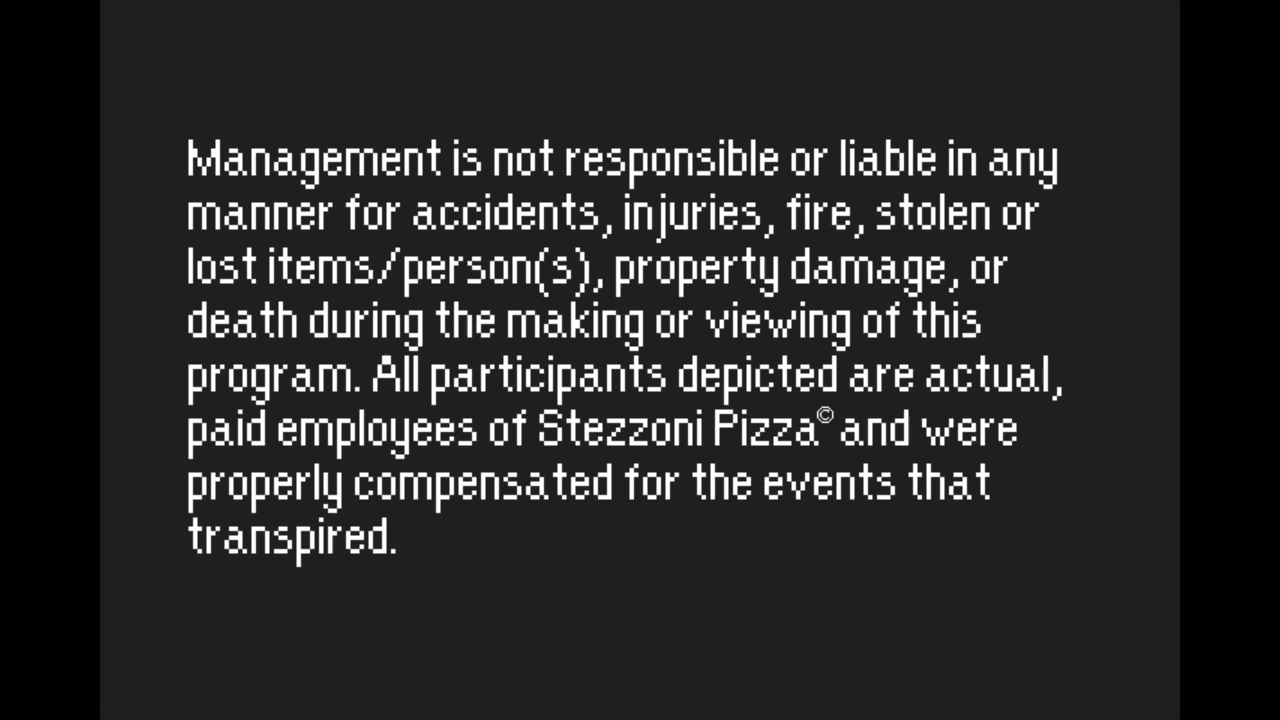 Management is not responsible or liable in any
manner for accidents, injuries, fire, stolen or
lost items/person(s), property damage, or
death during the making or viewing of this
program. All participants depicted are actual,
paid employees of Stezzoni Pizza© and were
properly compensated for the events that
transpired.